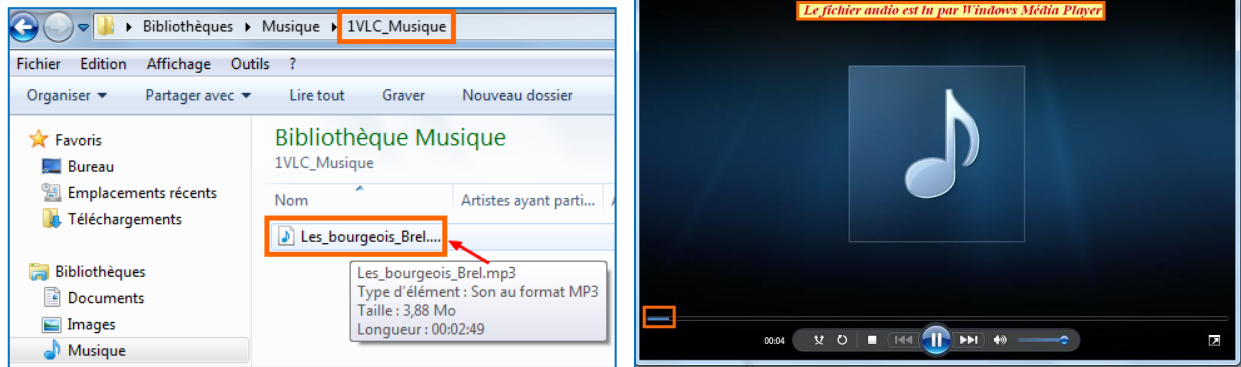 Bibliothèques Musique 1VLC_Musique
Fichier Edition Affichage Outils ?
Organiser Partager avec Lire tout Graver Nouveau dossier
Favoris
Bureau
Emplacements récents
Téléchargements
Bibliothèques
Documents
Images
Musique
Bibliothèque Musique
1VLC_Musique
Nom Artistes ayant parti...
Les_bourgeois_Brel....
Les_bourgeois_Brel.mp3
Type d'élément : Son au format MP3
Taille : 3,88 Mo
Longueur : 00:02:49
Le fichier audio est lu par Windows Média Player
00:04